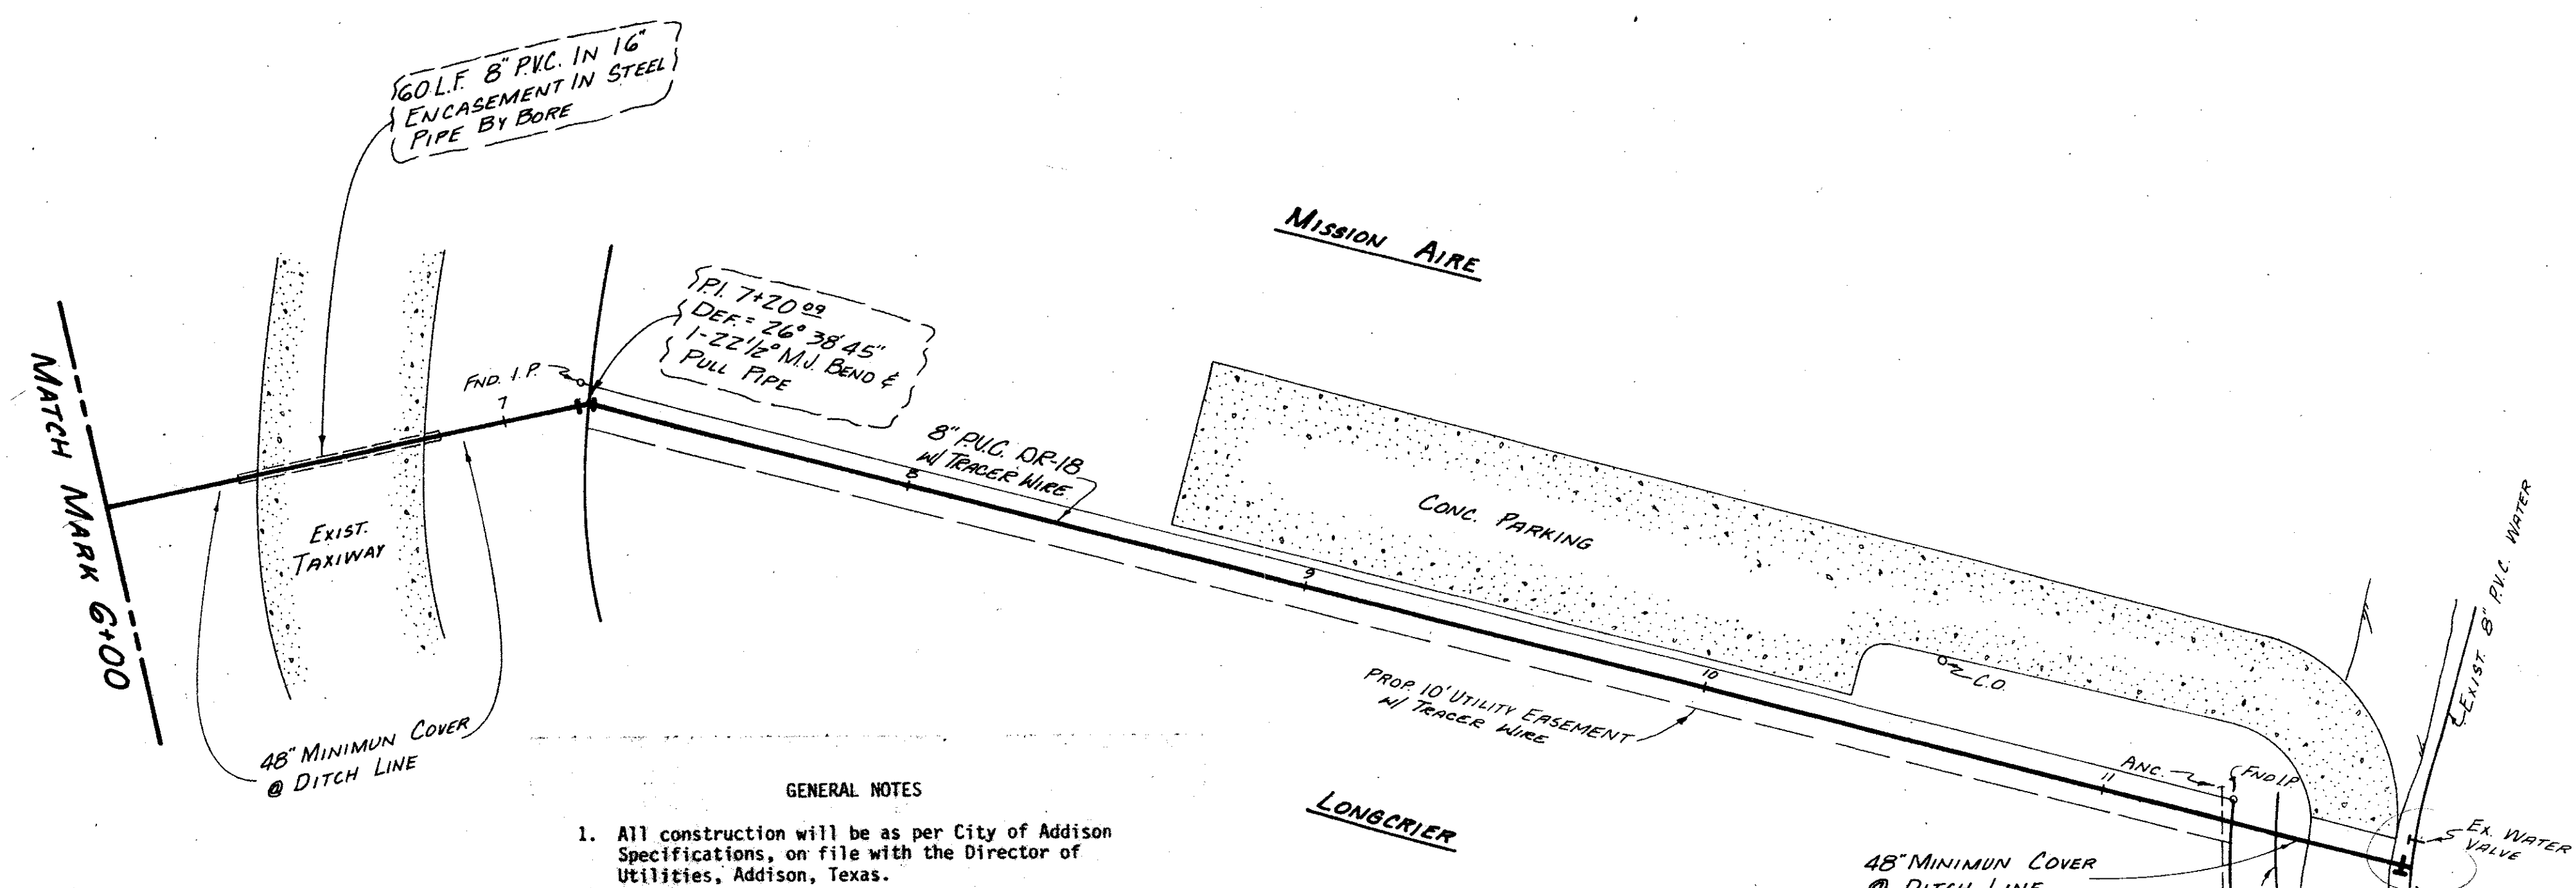 60 L.F. 8" P.V.C. IN 16"
ENCASEMENT IN STEEL
PIPE BY BORE
MISSION AIRE
P.I. 7+20 09
DEF. = 26° 38' 45"
1-22 1/2° M.J. BEND &
PULL PIPE
FND. I.P.
7
MATCH MARK 6+00
EXIST.
TAXIWAY
8" P.V.C. DR-18
W/ TRACER WIRE
8
9
10
11
CONC. PARKING
PROP. 10' UTILITY EASEMENT
W/ TRACER WIRE
C.O.
EXIST. 8" P.V.C. WATER
48" MINIMUN COVER
@ DITCH LINE
ANC.
FND I.P.
LONGCRIER
EX. WATER
VALVE
48" MINIMUN COVER
@ DITCH LINE
GENERAL NOTES
1. All construction will be as per City of Addison
Specifications, on file with the Director of
Utilities, Addison, Texas.